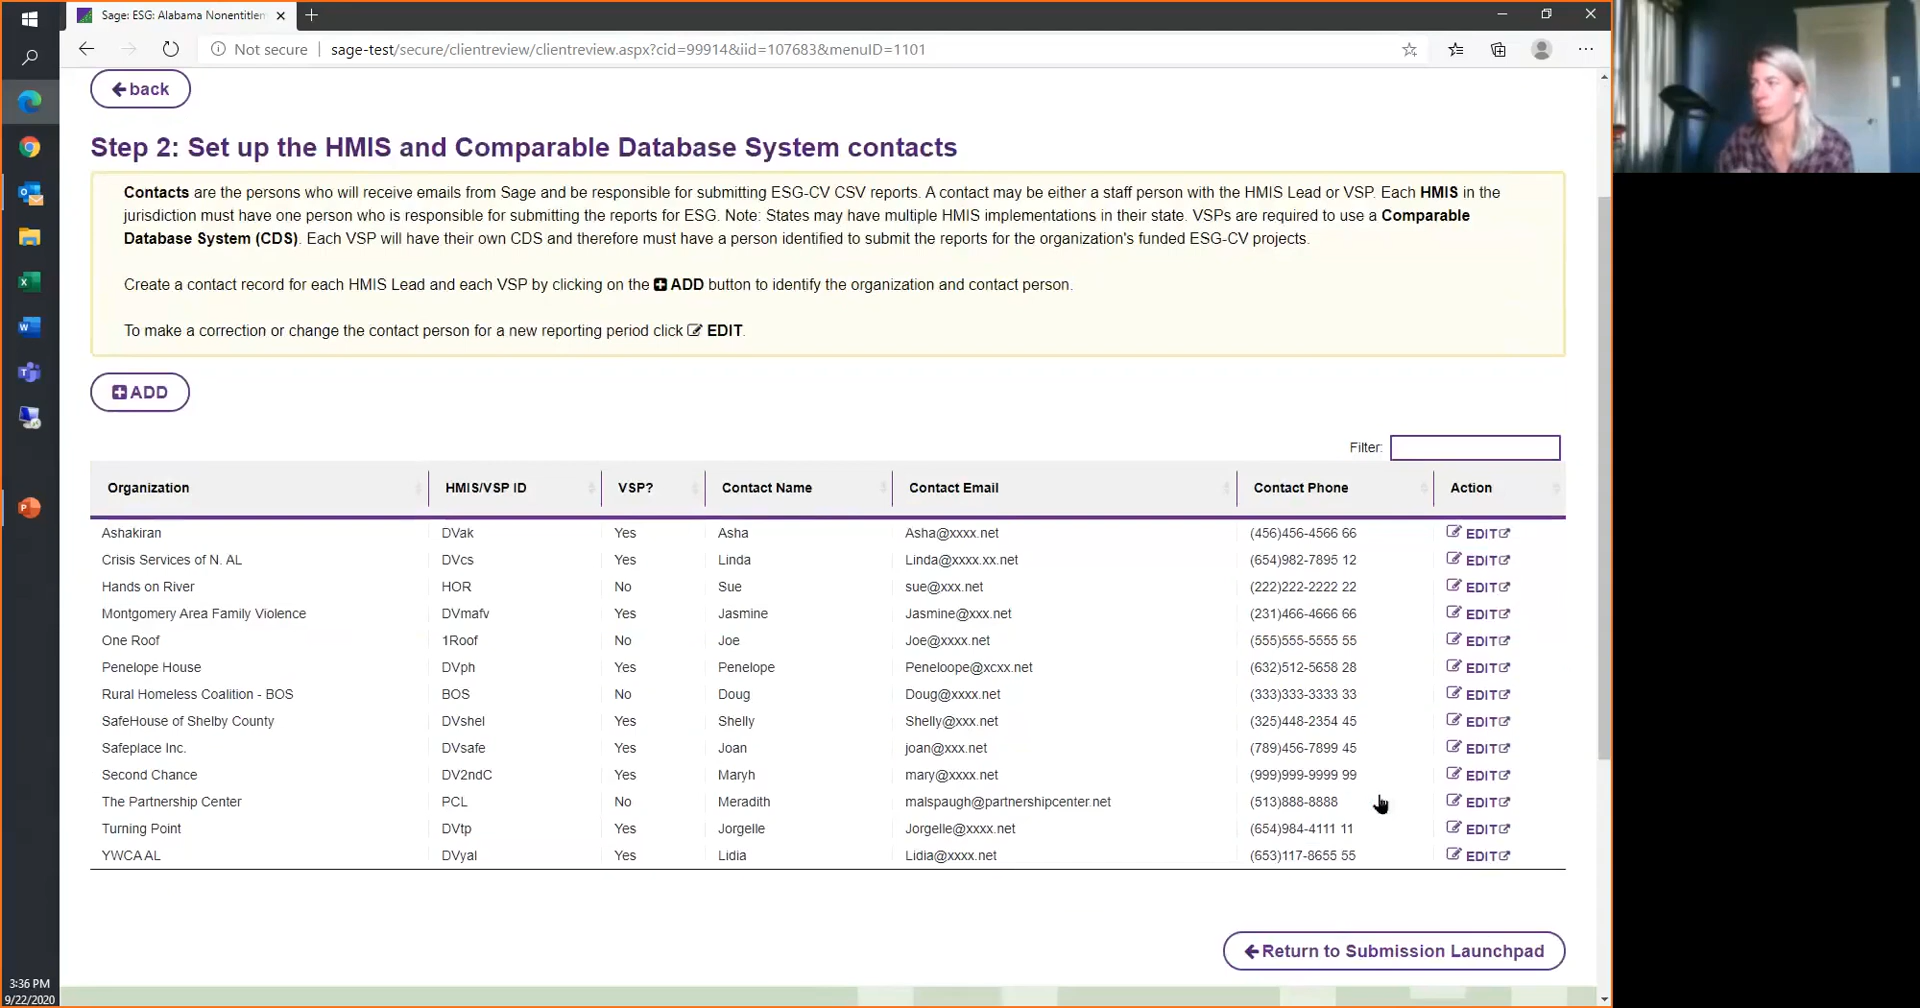 Sage: ESG: Alabama Nonentitlem
Not secure sage-test/secure/clientreview/clientreview.aspx?cid=99914&iid=107683&menuID=1101
back
Step 2: Set up the HMIS and Comparable Database System contacts
Contacts are the persons who will receive emails from Sage and be responsible for submitting ESG-CV CSV reports. A contact may be either a staff person with the HMIS Lead or VSP. Each HMIS in the
jurisdiction must have one person who is responsible for submitting the reports for ESG. Note: States may have multiple HMIS implementations in their state. VSPs are required to use a Comparable
Database System (CDS). Each VSP will have their own CDS and therefore must have a person identified to submit the reports for the organization's funded ESG-CV projects.
Create a contact record for each HMIS Lead and each VSP by clicking on the ADD button to identify the organization and contact person.
To make a correction or change the contact person for a new reporting period click EDIT.
ADD
Filter:
Organization HMIS/VSP ID VSP? Contact Name Contact Email Contact Phone Action
Ashakiran DVak Yes Asha Asha@xxxx.net (456)456-4566 66 EDIT
Crisis Services of N. AL DVcs Yes Linda Linda@xxxx.xx.net (654)982-7895 12 EDIT
Hands on River HOR No Sue sue@xxx.net (222)222-2222 22 EDIT
Montgomery Area Family Violence DVmafv Yes Jasmine Jasmine@xxx.net (231)466-4666 66 EDIT
One Roof 1Roof No Joe Joe@xxxx.net (555)555-5555 55 EDIT
Penelope House DVph Yes Penelope Peneloope@xcxx.net (632)512-5658 28 EDIT
Rural Homeless Coalition - BOS BOS No Doug Doug@xxxx.net (333)333-3333 33 EDIT
SafeHouse of Shelby County DVshel Yes Shelly Shelly@xxx.net (325)448-2354 45 EDIT
Safeplace Inc. DVsafe Yes Joan joan@xxx.net (789)456-7899 45 EDIT
Second Chance DV2ndC Yes Maryh mary@xxxx.net (999)999-9999 99 EDIT
The Partnership Center PCL No Meradith malspaugh@partnershipcenter.net (513)888-8888 EDIT
Turning Point DVtp Yes Jorgelle Jorgelle@xxxx.net (654)984-4111 11 EDIT
YWCA AL DVyal Yes Lidia Lidia@xxxx.net (653)117-8655 55 EDIT
Return to Submission Launchpad
3:36 PM
9/22/2020